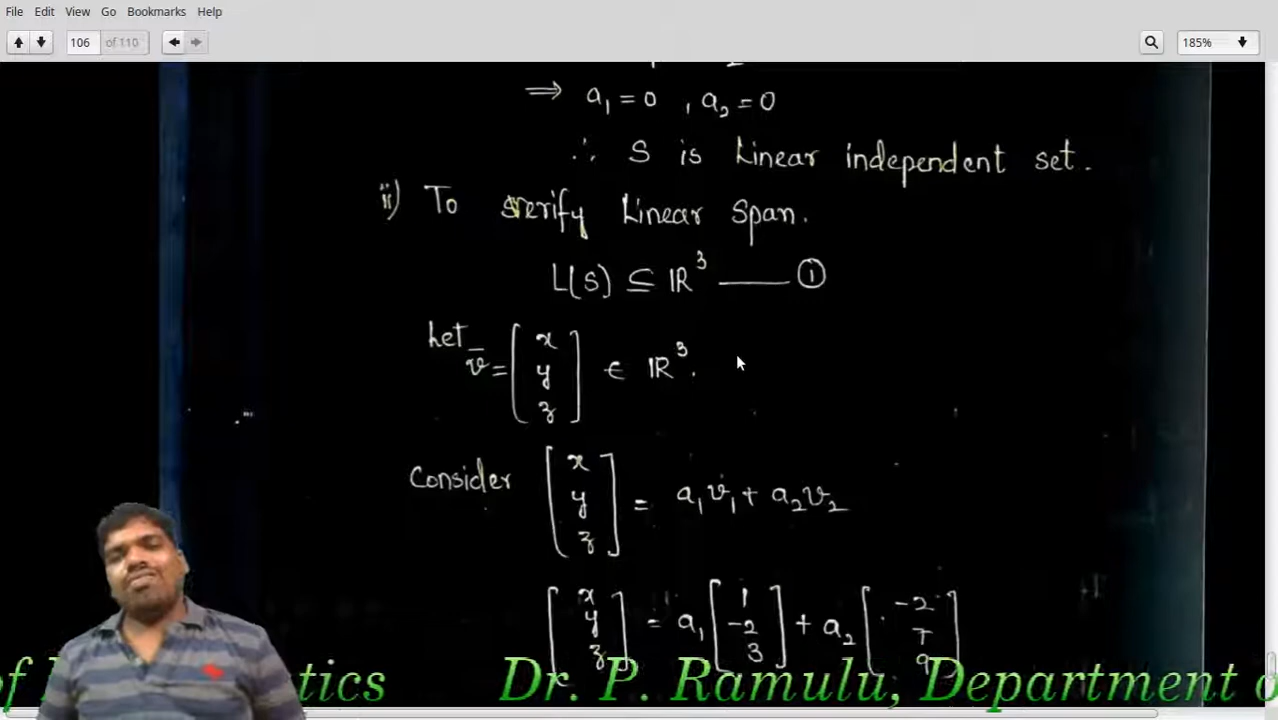 File Edit View Go Bookmarks Help
106 of 110 185%
⟹ a₁ = 0 , a₂ = 0
∴ S is Linear independent set.
ii) To verify Linear Span.
L(S) ⊆ ℝ³ —— ①
Let v̅ = [x y z] ∈ ℝ³.
Consider [x y z] = a₁v₁ + a₂v₂
[x y z] = a₁ [1 -2 3] + a₂ [-2 7 9]
Dr. P. Ramulu, Department